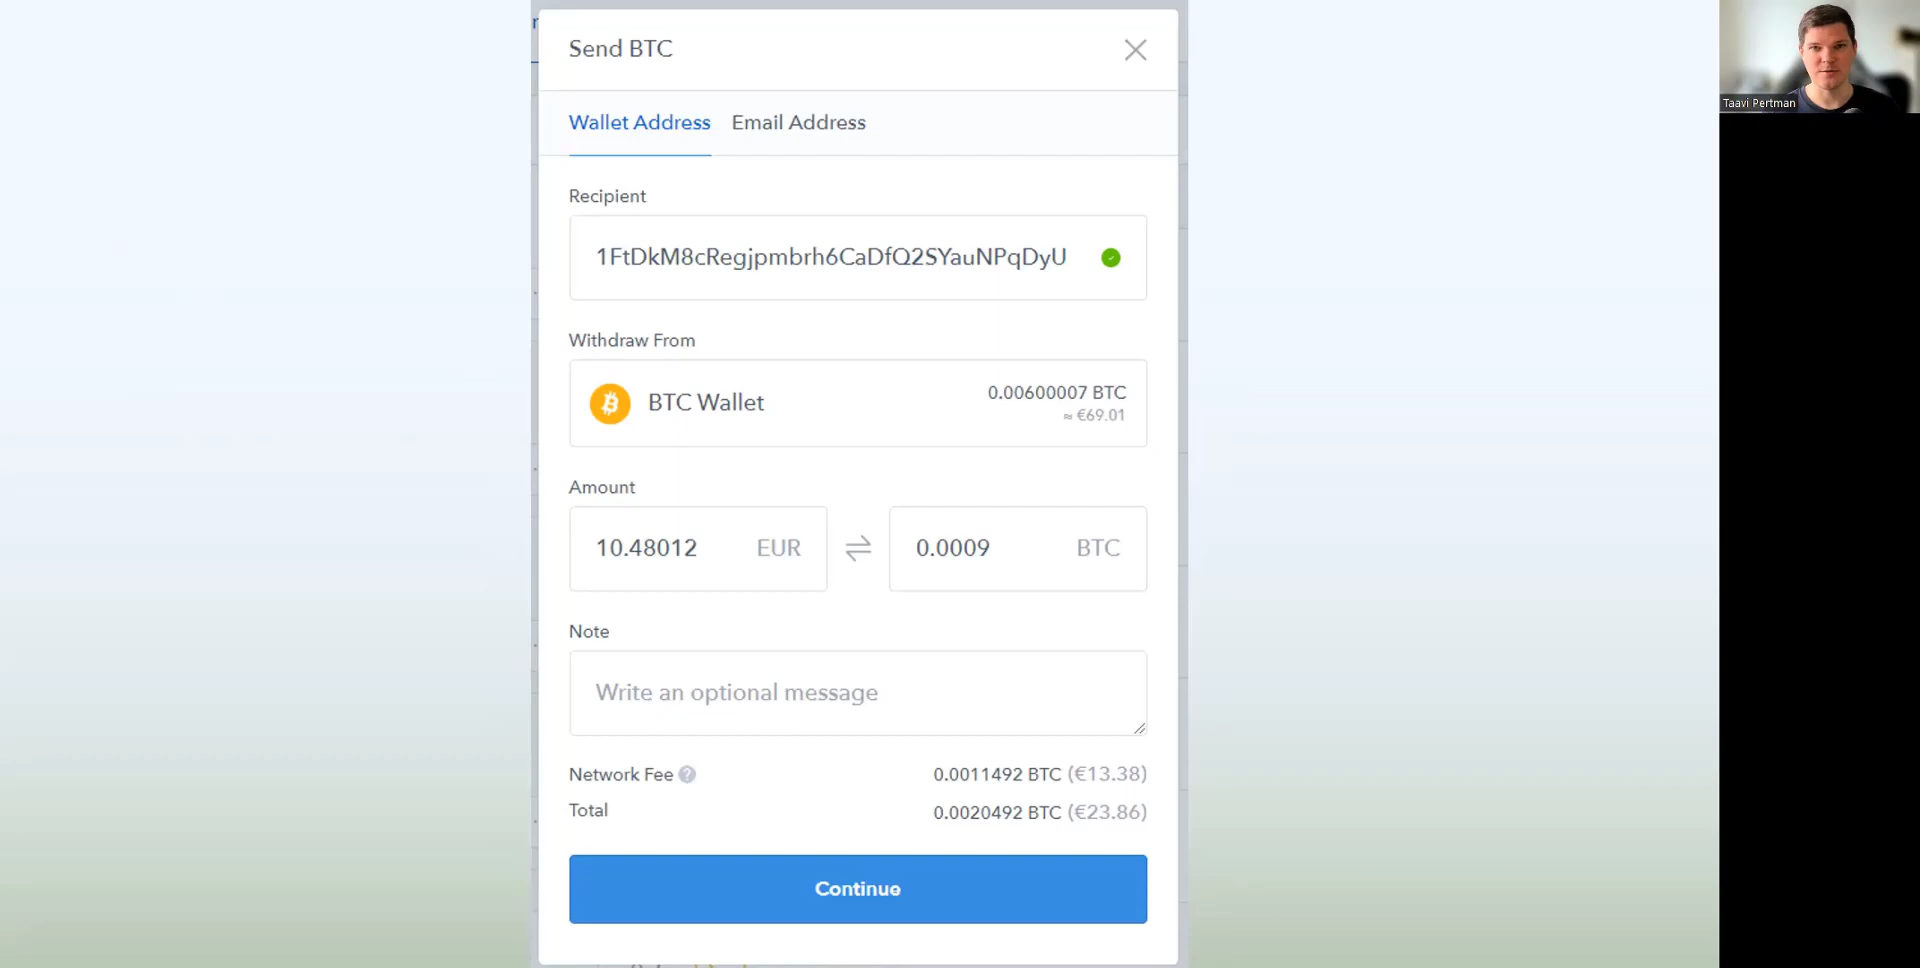 Send BTC
Wallet Address Email Address
Recipient
1FtDkM8cRegjpmbrh6CaDfQ2SYauNPqDyU
Withdraw From
BTC Wallet 0.00600007 BTC
≈ €69.01
Amount
10.48012 EUR 0.0009 BTC
Note
Write an optional message
Network Fee ? 0.0011492 BTC (€13.38)
Total 0.0020492 BTC (€23.86)
Continue
Taavi Pertman